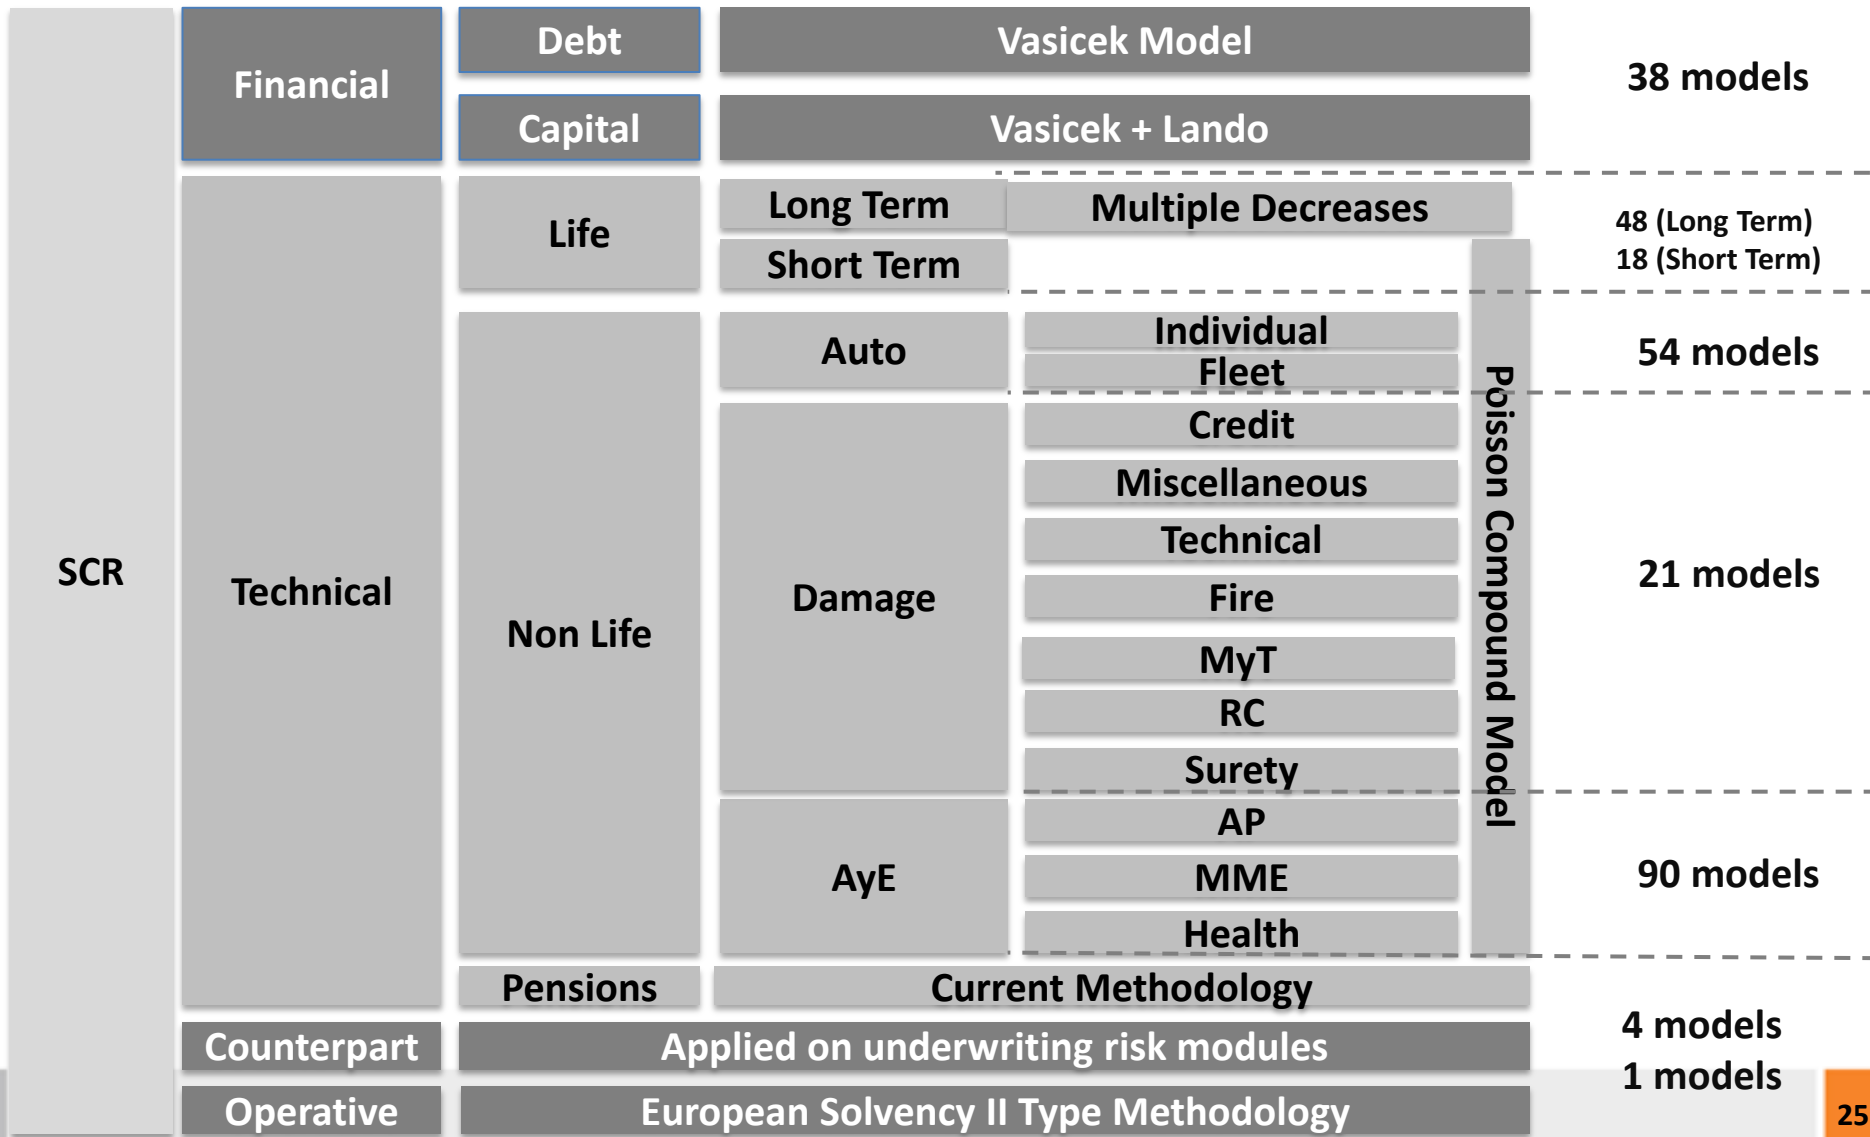 SCR
Financial
Debt
Vasicek Model
38 models
Capital
Vasicek + Lando
Technical
Life
Long Term
Multiple Decreases
48 (Long Term)
18 (Short Term)
Short Term
Poisson Compound Model
Non Life
Auto
Individual
Fleet
54 models
Damage
Credit
Miscellaneous
Technical
Fire
MyT
RC
Surety
21 models
AyE
AP
MME
Health
90 models
Pensions
Current Methodology
Counterpart
Applied on underwriting risk modules
4 models
1 models
Operative
European Solvency II Type Methodology
25